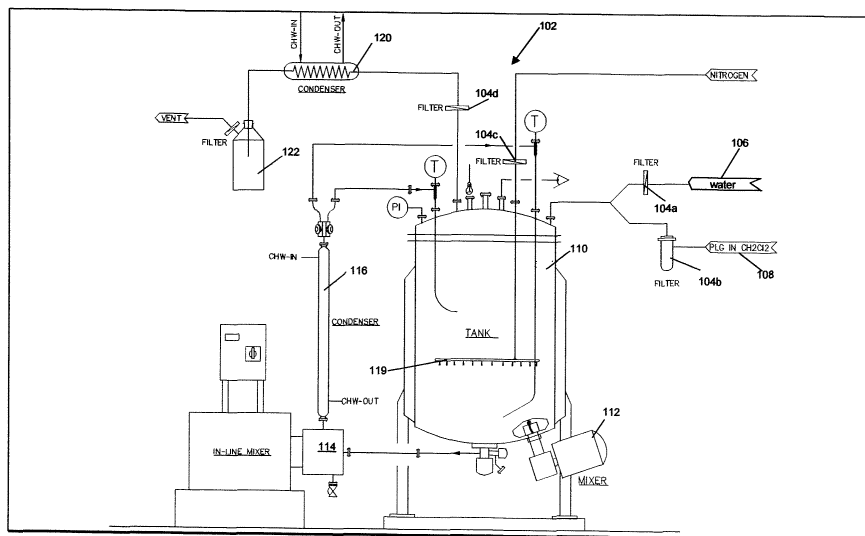 CHW-IN
CHW-OUT
120
102
CONDENSER
NITROGEN
104d
FILTER
T
VENT
FILTER
122
104c
FILTER
T
FILTER
106
water
104a
PI
110
PLG IN CH2Cl2
104b
108
FILTER
CHW-IN
116
CONDENSER
TANK
119
CHW-OUT
112
IN-LINE MIXER
114
MIXER